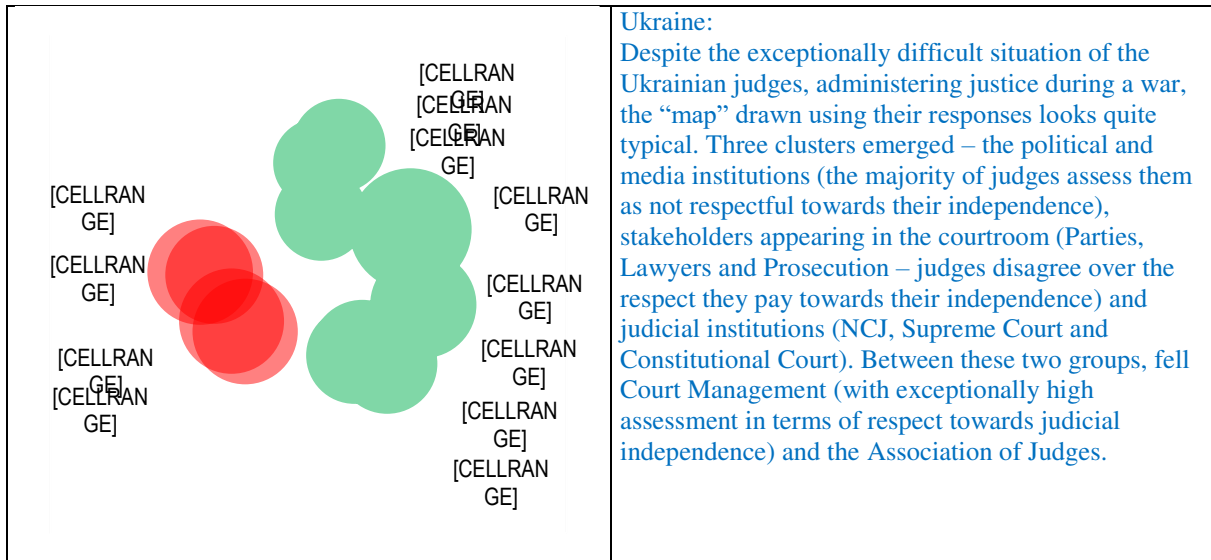 [CELLRAN
GE]
[CELLRAN
GE]
[CELLRAN
GE]
[CELLRAN
GE]
[CELLRAN
GE]
[CELLRAN
GE]
[CELLRAN
GE]
[CELLRAN
GE]
[CELLRAN
GE]
[CELLRAN
GE]
[CELLRAN
GE]
[CELLRAN
GE]
Ukraine:
Despite the exceptionally difficult situation of the
Ukrainian judges, administering justice during a war,
the “map” drawn using their responses looks quite
typical. Three clusters emerged – the political and
media institutions (the majority of judges assess them
as not respectful towards their independence),
stakeholders appearing in the courtroom (Parties,
Lawyers and Prosecution – judges disagree over the
respect they pay towards their independence) and
judicial institutions (NCJ, Supreme Court and
Constitutional Court). Between these two groups, fell
Court Management (with exceptionally high
assessment in terms of respect towards judicial
independence) and the Association of Judges.